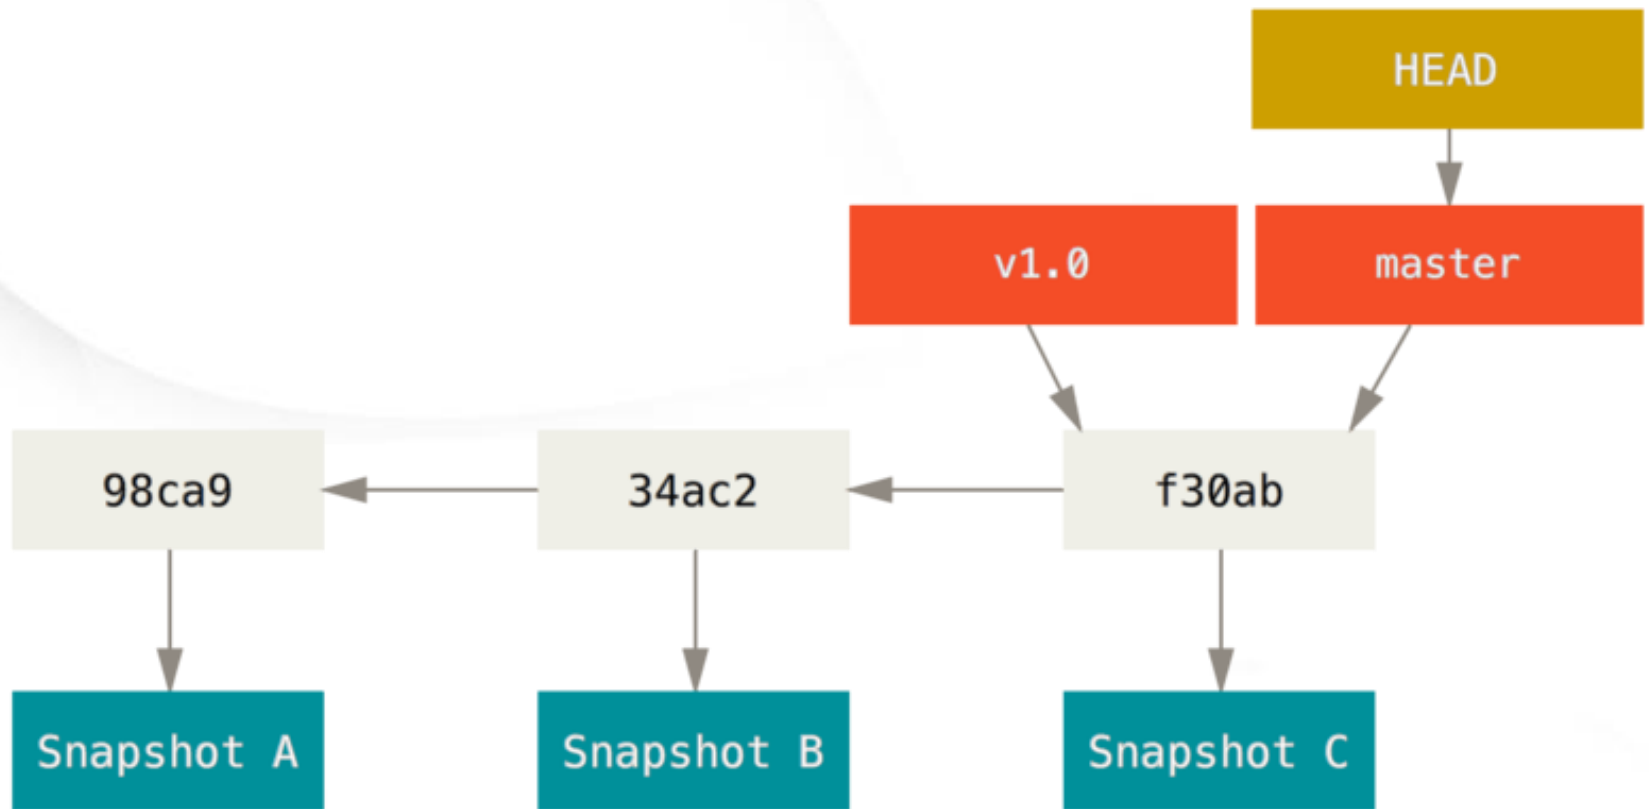 HEAD
v1.0
master
98ca9
34ac2
f30ab
Snapshot A
Snapshot B
Snapshot C